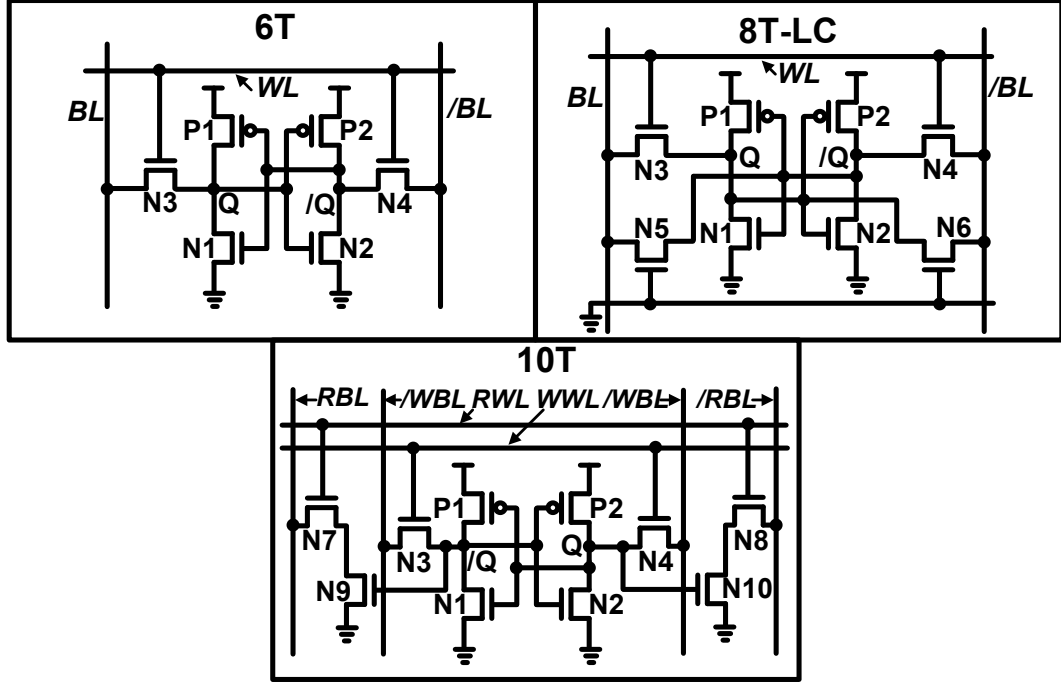 6T
WL
BL
/BL
P1
P2
N3
Q
/Q
N4
N1
N2
8T-LC
WL
BL
/BL
P1
P2
N3
Q
/Q
N4
N5
N1
N2
N6
10T
RBL
/WBL RWL WWL /WBL
/RBL
P1
P2
N7
N3
/Q
Q
N4
N8
N9
N1
N2
N10